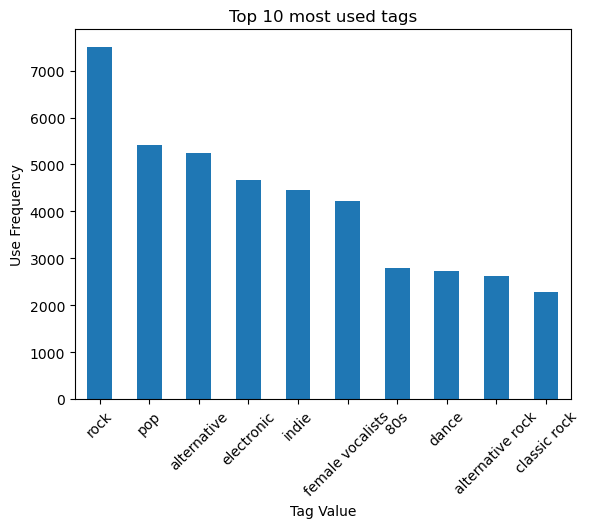 Top 10 most used tags
Use Frequency
7000
6000
5000
4000
3000
2000
1000
0
rock
pop
alternative
electronic
indie
female vocalists
80s
dance
alternative rock
classic rock
Tag Value